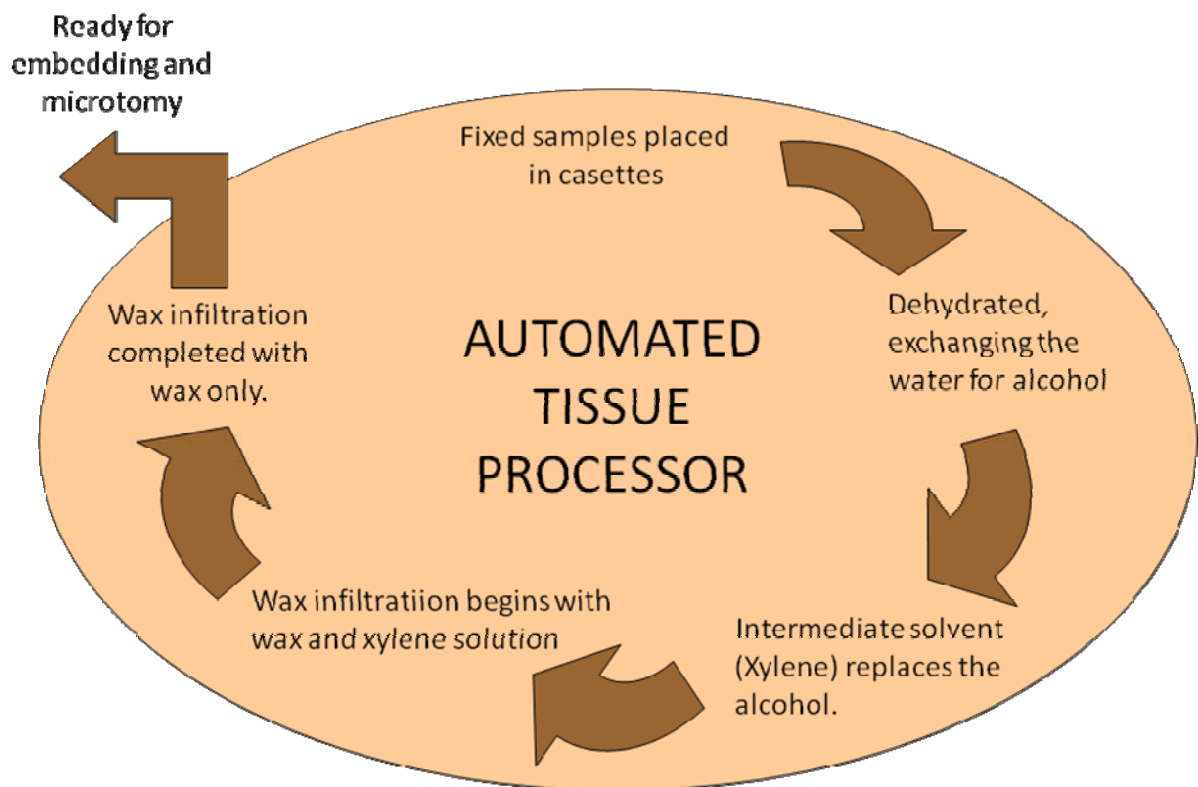 Ready for
embedding and
microtomy
Fixed samples placed
in casettes
Dehydrated,
exchanging the
water for alcohol
Intermediate solvent
(Xylene) replaces the
alcohol.
Wax infiltratiion begins with
wax and xylene solution
Wax infiltration
completed with
wax only.
AUTOMATED
TISSUE
PROCESSOR